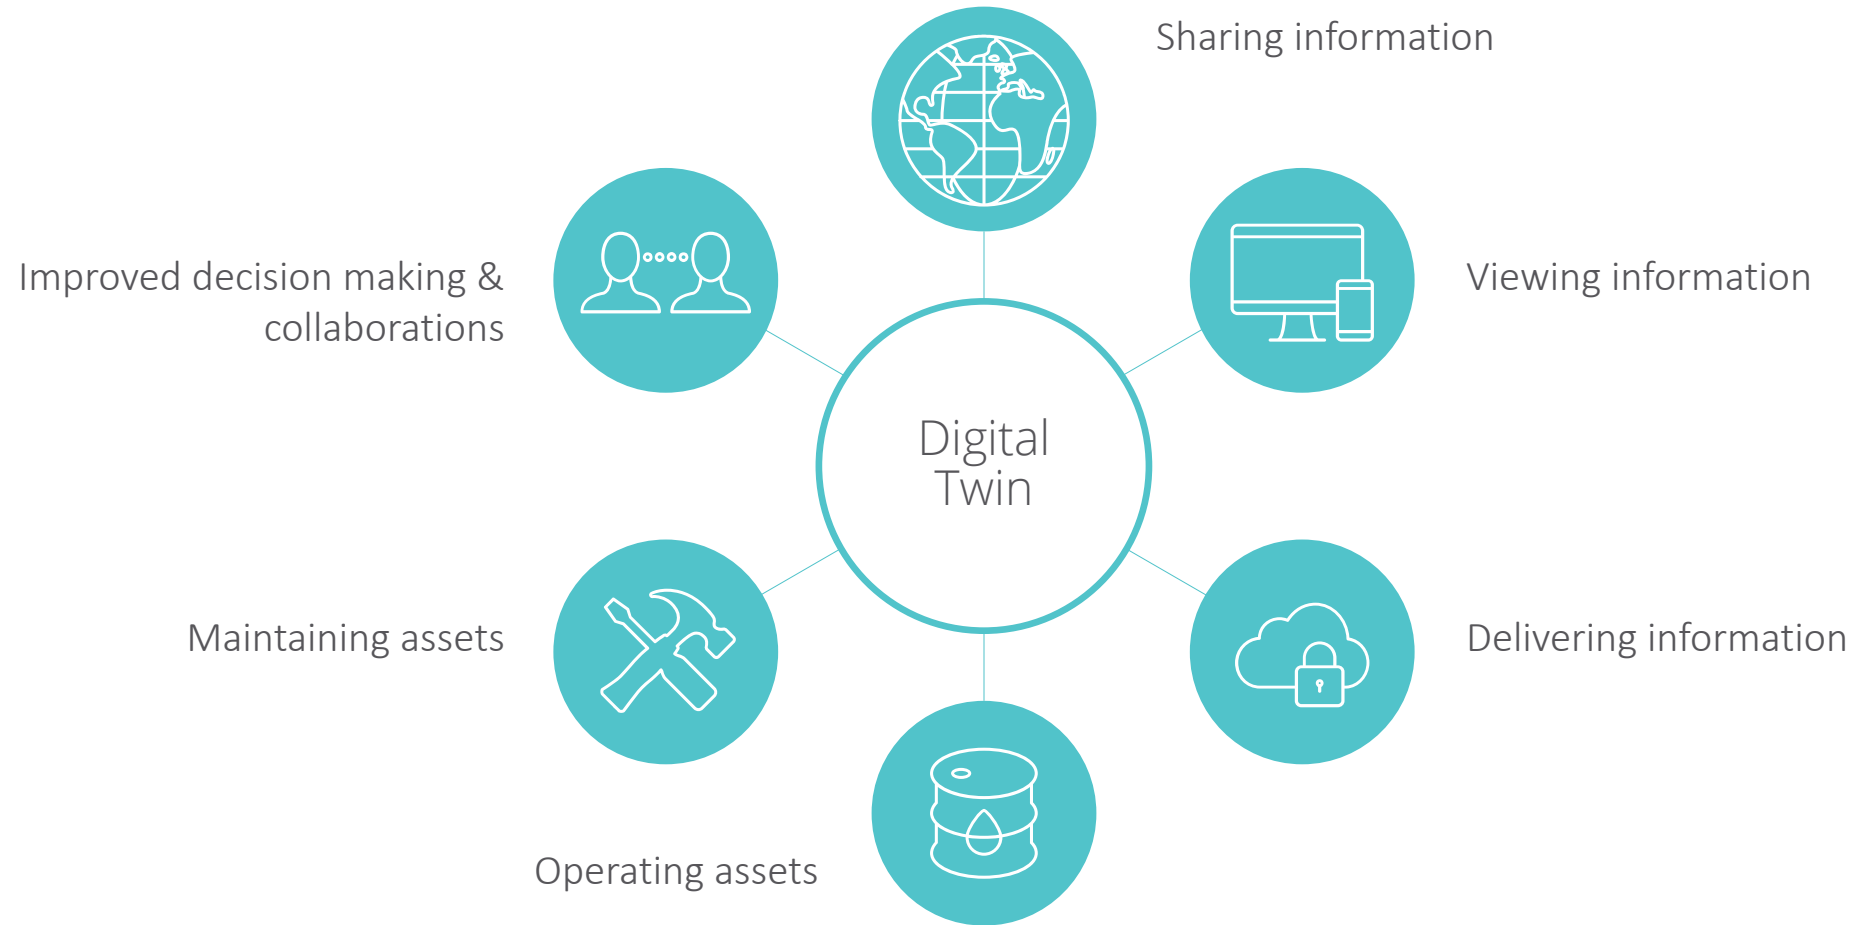 Sharing information
Improved decision making &
collaborations
Viewing information
Digital
Twin
Maintaining assets
Delivering information
Operating assets